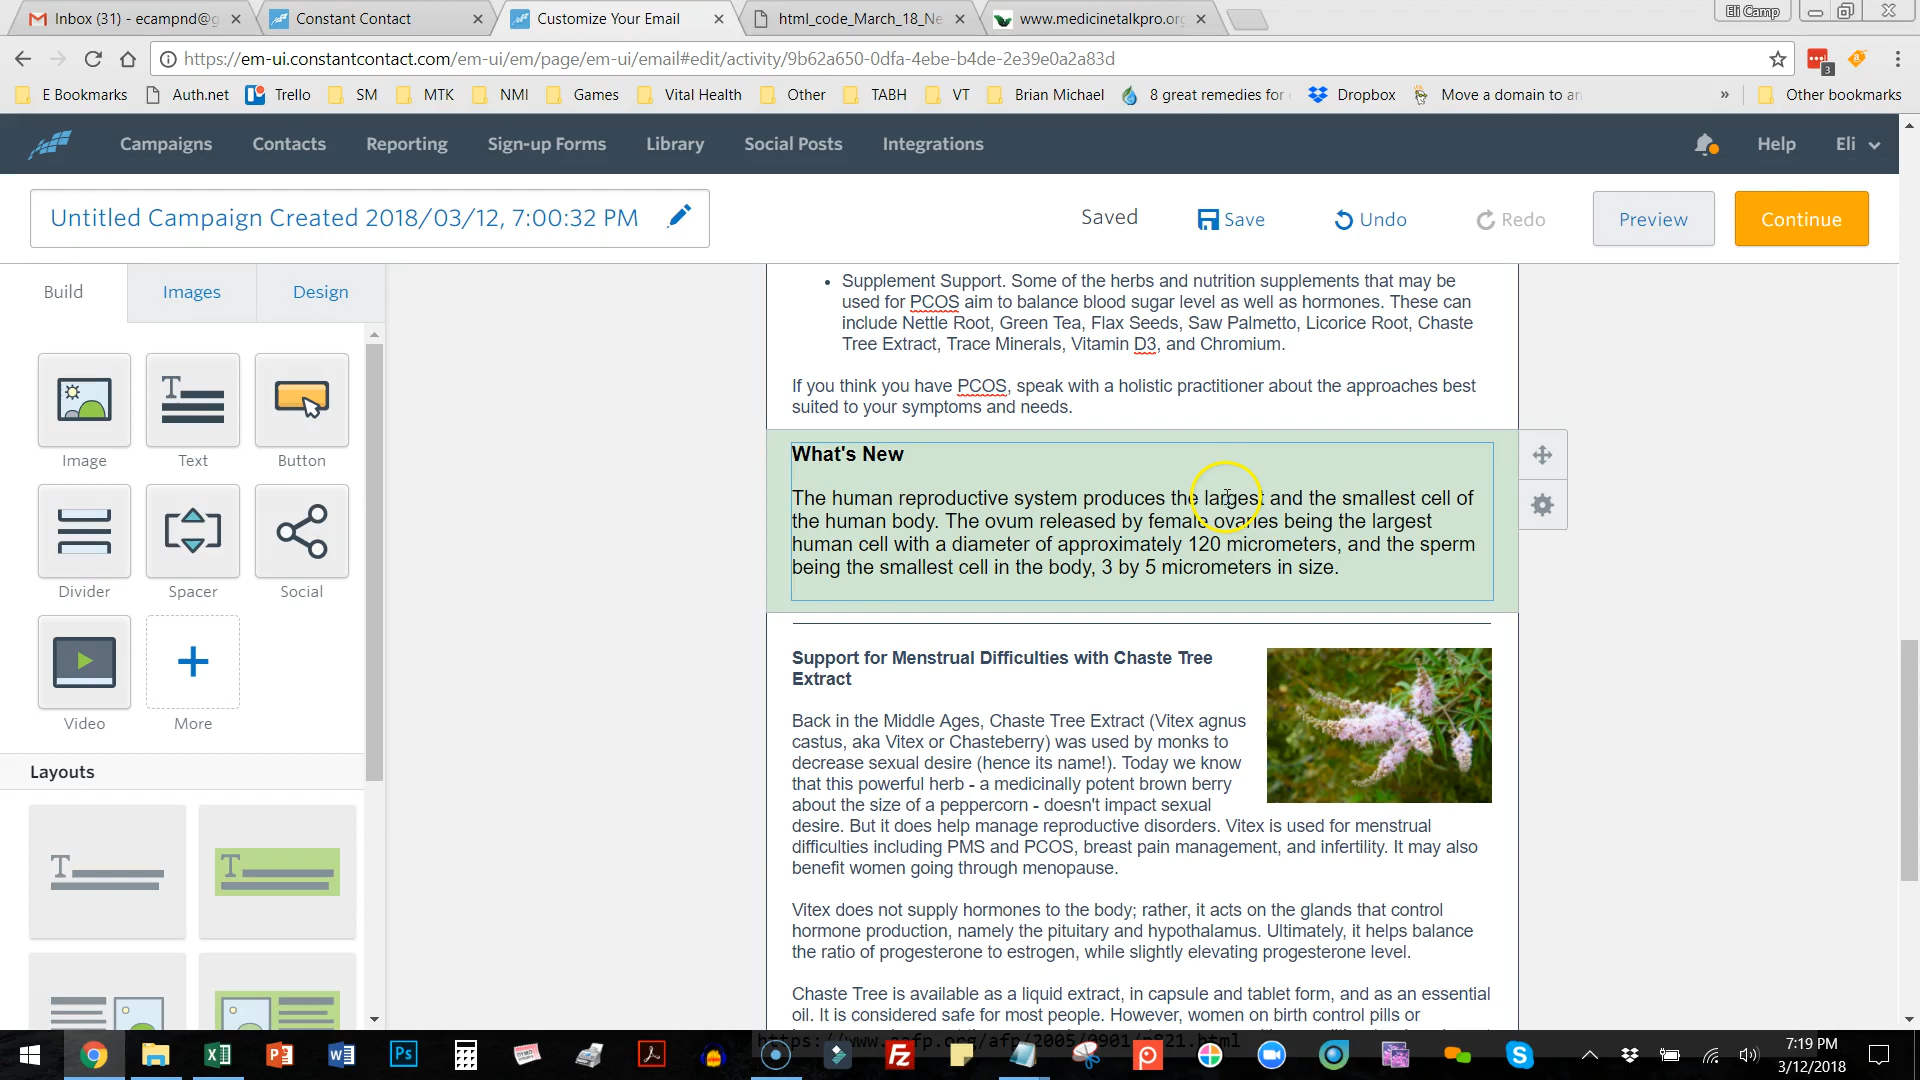 Inbox (31) - ecampnd@g
Constant Contact
Customize Your Email
html_code_March_18_Ne
www.medicinetalkpro.org
Eli Camp
https://em-ui.constantcontact.com/em-ui/em/page/em-ui/email#edit/activity/9b62a650-0dfa-4ebe-b4de-2e39e0a2a83d
3
E Bookmarks
Auth.net
Trello
SM
MTK
NMI
Games
Vital Health
Other
TABH
VT
Brian Michael
8 great remedies for
Dropbox
Move a domain to an
»
Other bookmarks
Campaigns
Contacts
Reporting
Sign-up Forms
Library
Social Posts
Integrations
Help
Eli
Untitled Campaign Created 2018/03/12, 7:00:32 PM
Saved
Save
Undo
Redo
Preview
Continue
Build
Images
Design
Image
Text
Button
Divider
Spacer
Social
Video
More
Layouts
• Supplement Support. Some of the herbs and nutrition supplements that may be
used for PCOS aim to balance blood sugar level as well as hormones. These can
include Nettle Root, Green Tea, Flax Seeds, Saw Palmetto, Licorice Root, Chaste
Tree Extract, Trace Minerals, Vitamin D3, and Chromium.
If you think you have PCOS, speak with a holistic practitioner about the approaches best
suited to your symptoms and needs.
What's New
The human reproductive system produces the largest and the smallest cell of
the human body. The ovum released by female ovaries being the largest
human cell with a diameter of approximately 120 micrometers, and the sperm
being the smallest cell in the body, 3 by 5 micrometers in size.
Support for Menstrual Difficulties with Chaste Tree
Extract
Back in the Middle Ages, Chaste Tree Extract (Vitex agnus
castus, aka Vitex or Chasteberry) was used by monks to
decrease sexual desire (hence its name!). Today we know
that this powerful herb - a medicinally potent brown berry
about the size of a peppercorn - doesn't impact sexual
desire. But it does help manage reproductive disorders. Vitex is used for menstrual
difficulties including PMS and PCOS, breast pain management, and infertility. It may also
benefit women going through menopause.
Vitex does not supply hormones to the body; rather, it acts on the glands that control
hormone production, namely the pituitary and hypothalamus. Ultimately, it helps balance
the ratio of progesterone to estrogen, while slightly elevating progesterone level.
Chaste Tree is available as a liquid extract, in capsule and tablet form, and as an essential
oil. It is considered safe for most people. However, women on birth control pills or
7:19 PM
3/12/2018